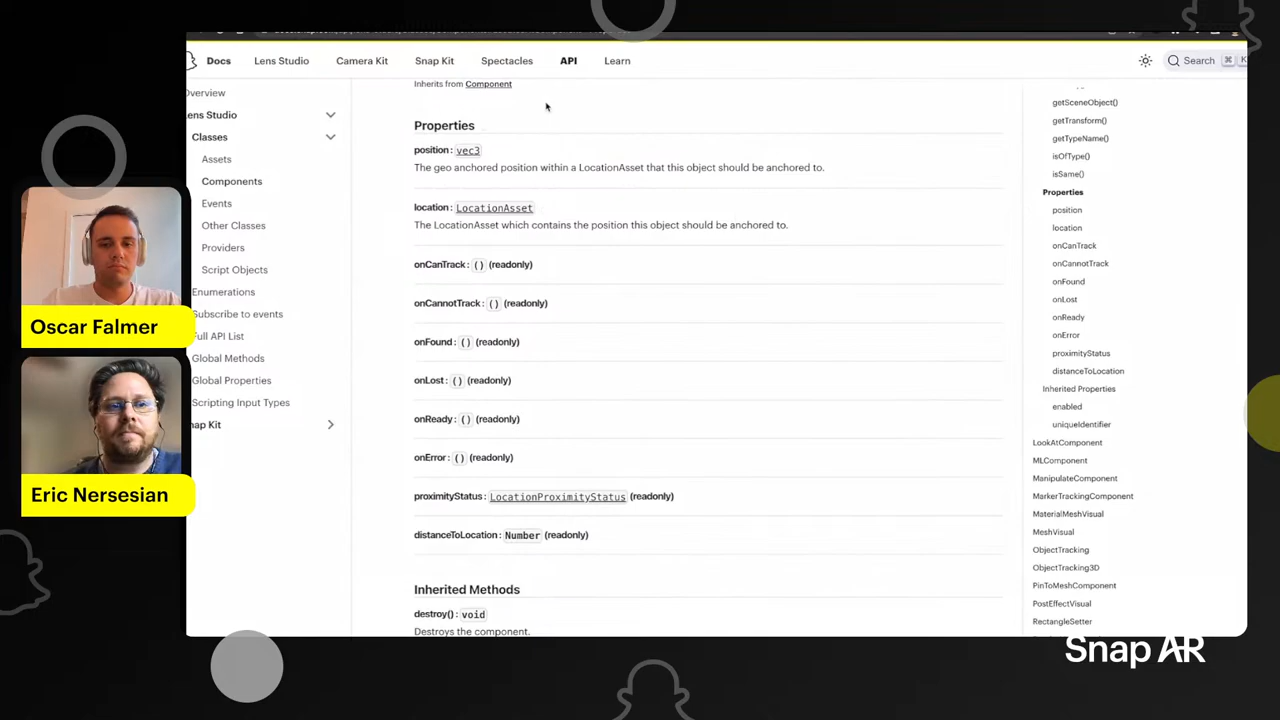 Docs
Lens Studio
Camera Kit
Snap Kit
Spectacles
API
Learn
Search
⌘
K
Overview
Lens Studio
Classes
Assets
Components
Events
Other Classes
Providers
Script Objects
Enumerations
Subscribe to events
Full API List
Global Methods
Global Properties
Scripting Input Types
Snap Kit
Inherits from Component
Properties
position: vec3
The geo anchored position within a LocationAsset that this object should be anchored to.
location: LocationAsset
The LocationAsset which contains the position this object should be anchored to.
onCanTrack: () (readonly)
onCannotTrack: () (readonly)
onFound: () (readonly)
onLost: () (readonly)
onReady: () (readonly)
onError: () (readonly)
proximityStatus: LocationProximityStatus (readonly)
distanceToLocation: Number (readonly)
Inherited Methods
destroy(): void
Destroys the component.
getSceneObject()
getTransform()
getTypeName()
isOfType()
isSame()
Properties
position
location
onCanTrack
onCannotTrack
onFound
onLost
onReady
onError
proximityStatus
distanceToLocation
Inherited Properties
enabled
uniqueIdentifier
LookAtComponent
MLComponent
ManipulateComponent
MarkerTrackingComponent
MaterialMeshVisual
MeshVisual
ObjectTracking
ObjectTracking3D
PinToMeshComponent
PostEffectVisual
RectangleSetter
Oscar Falmer
Eric Nersesian
Snap AR